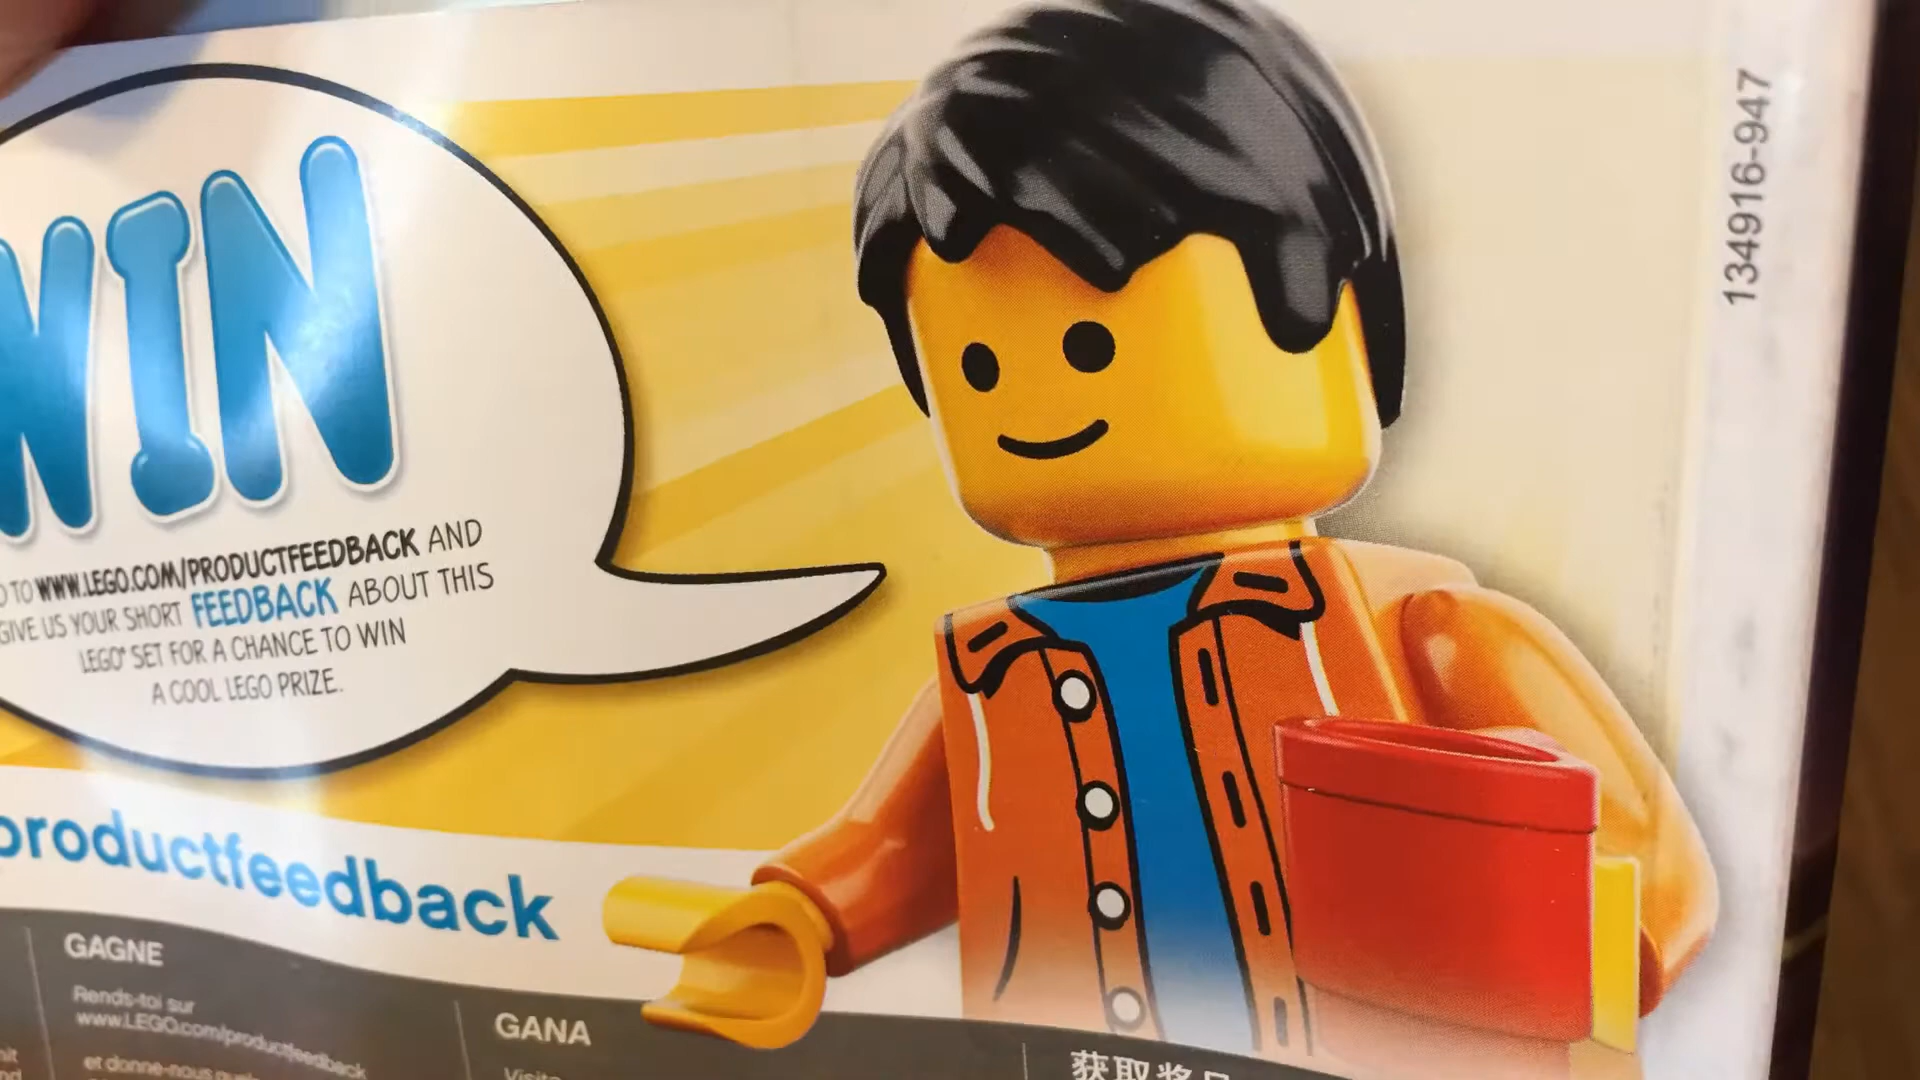 WIN
TO WWW.LEGO.COM/PRODUCTFEEDBACK AND
GIVE US YOUR SHORT FEEDBACK ABOUT THIS
LEGO® SET FOR A CHANCE TO WIN
A COOL LEGO PRIZE.
productfeedback
GAGNE
Rends-toi sur
www.LEGO.com/productfeedback
et donne-nous
GANA
Visita
获取奖品
134916-947